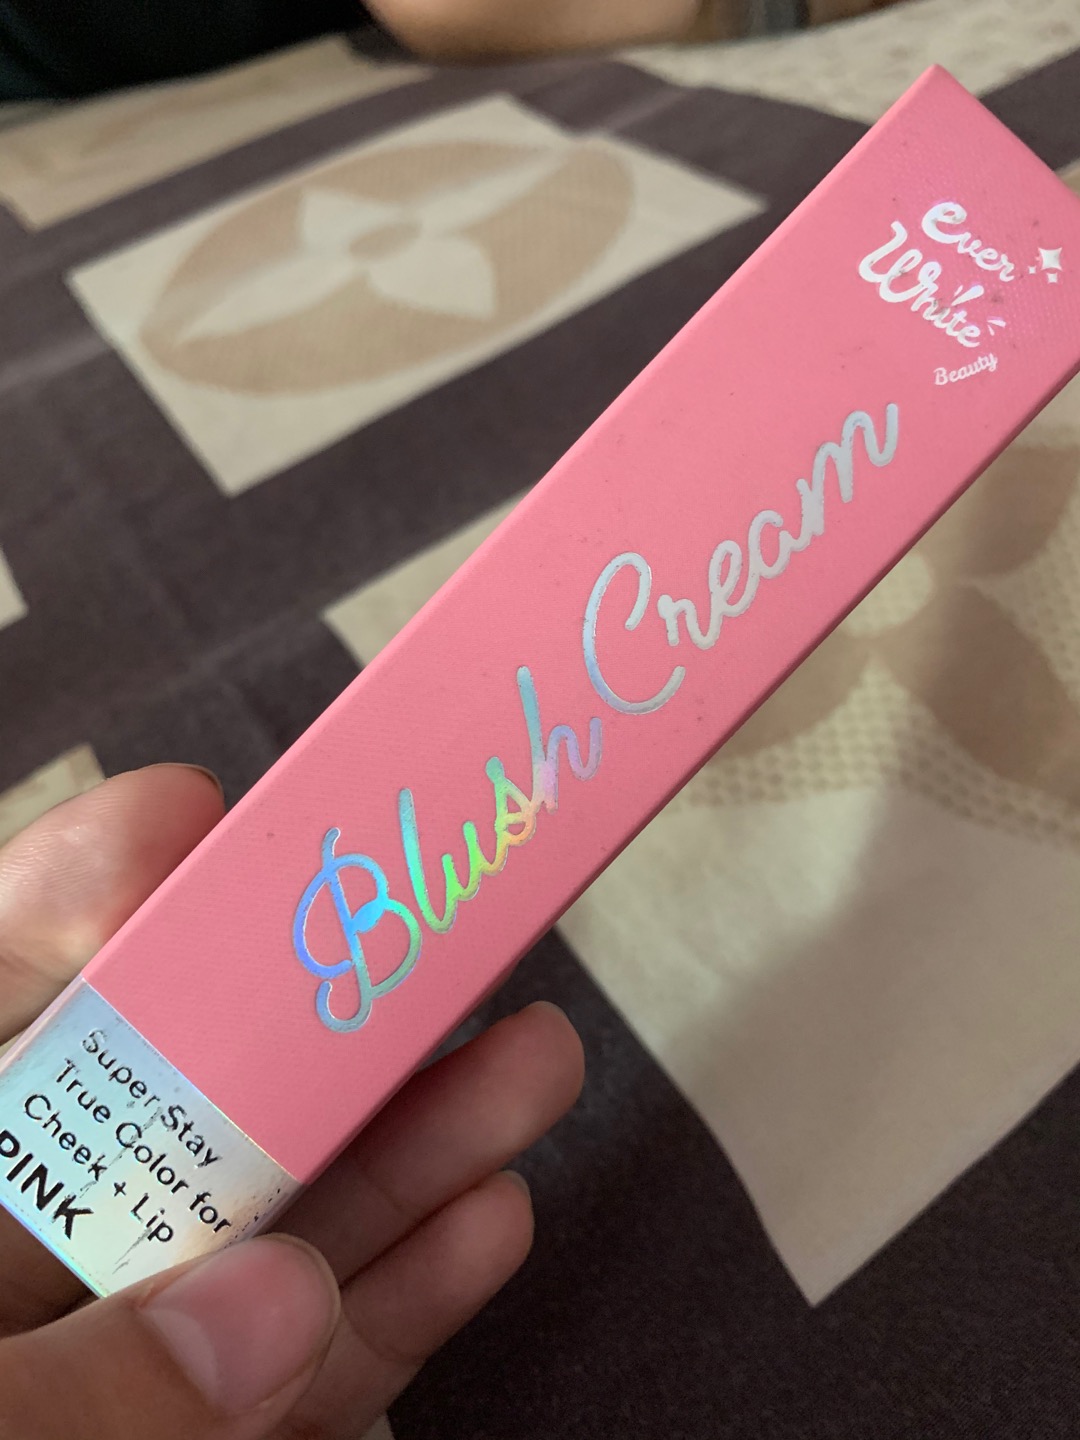 ever
White
Beauty
Blush Cream
Super Stay
True Color for
Cheek + Lip
PINK